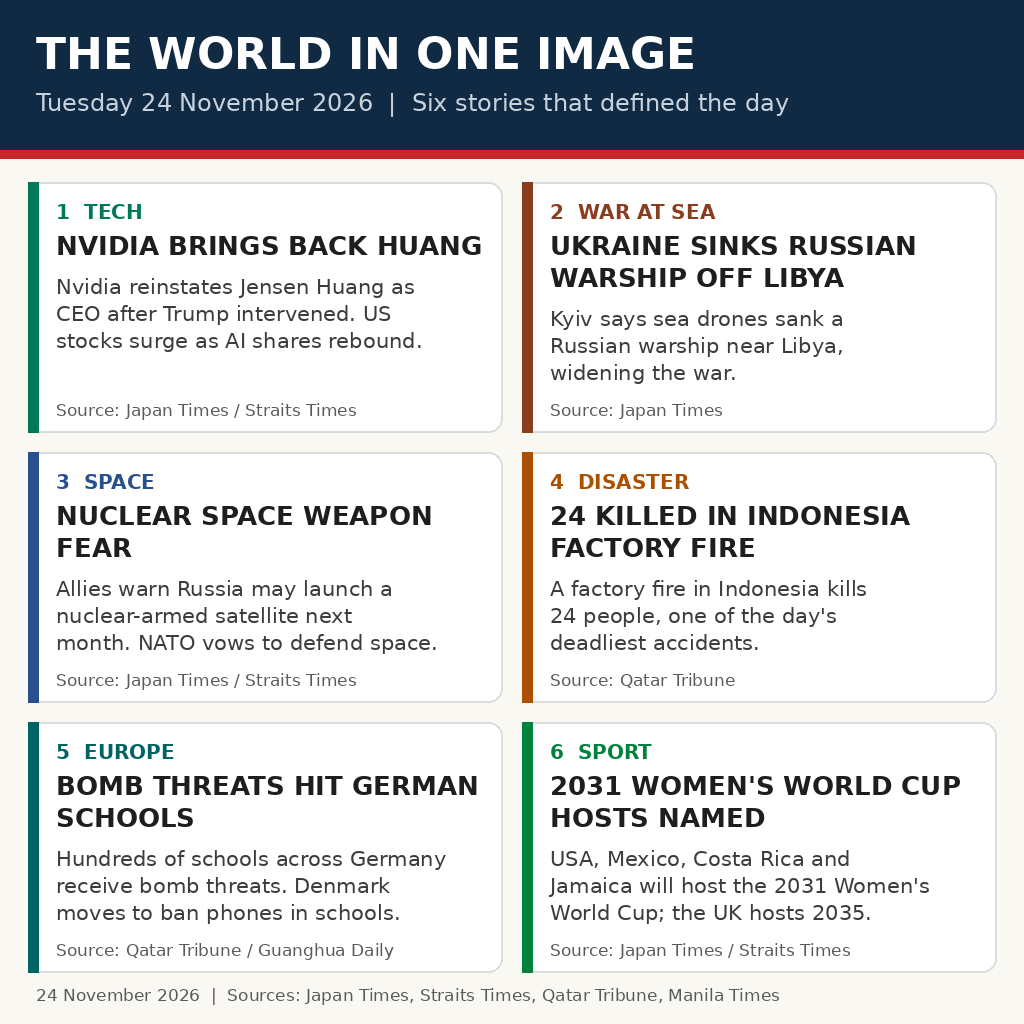 THE WORLD IN ONE IMAGE
Tuesday 24 November 2026 | Six stories that defined the day
1 TECH
NVIDIA BRINGS BACK HUANG
Nvidia reinstates Jensen Huang as
CEO after Trump intervened. US
stocks surge as AI shares rebound.
Source: Japan Times / Straits Times
2 WAR AT SEA
UKRAINE SINKS RUSSIAN
WARSHIP OFF LIBYA
Kyiv says sea drones sank a
Russian warship near Libya,
widening the war.
Source: Japan Times
3 SPACE
NUCLEAR SPACE WEAPON
FEAR
Allies warn Russia may launch a
nuclear-armed satellite next
month. NATO vows to defend space.
Source: Japan Times / Straits Times
4 DISASTER
24 KILLED IN INDONESIA
FACTORY FIRE
A factory fire in Indonesia kills
24 people, one of the day's
deadliest accidents.
Source: Qatar Tribune
5 EUROPE
BOMB THREATS HIT GERMAN
SCHOOLS
Hundreds of schools across Germany
receive bomb threats. Denmark
moves to ban phones in schools.
Source: Qatar Tribune / Guanghua Daily
6 SPORT
2031 WOMEN'S WORLD CUP
HOSTS NAMED
USA, Mexico, Costa Rica and
Jamaica will host the 2031 Women's
World Cup; the UK hosts 2035.
Source: Japan Times / Straits Times
24 November 2026 | Sources: Japan Times, Straits Times, Qatar Tribune, Manila Times